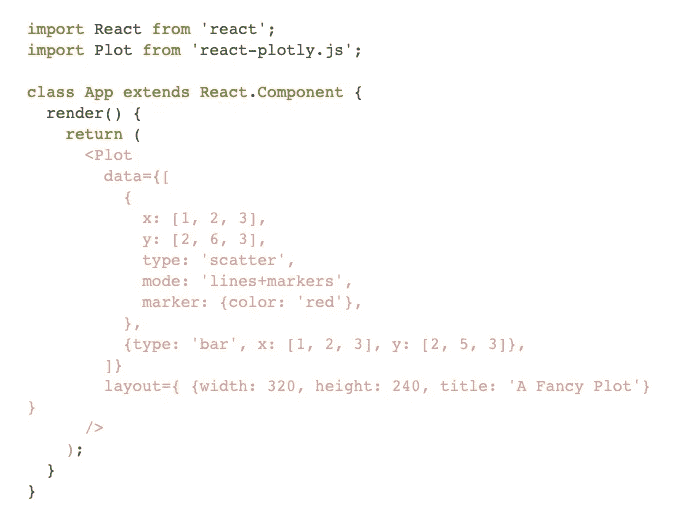 import React from 'react';
import Plot from 'react-plotly.js';

class App extends React.Component {
  render() {
    return (
      <Plot
        data={[
          {
            x: [1, 2, 3],
            y: [2, 6, 3],
            type: 'scatter',
            mode: 'lines+markers',
            marker: {color: 'red'},
          },
          {type: 'bar', x: [1, 2, 3], y: [2, 5, 3]},
        ]}
        layout={ {width: 320, height: 240, title: 'A Fancy Plot'}
}
      />
    );
  }
}